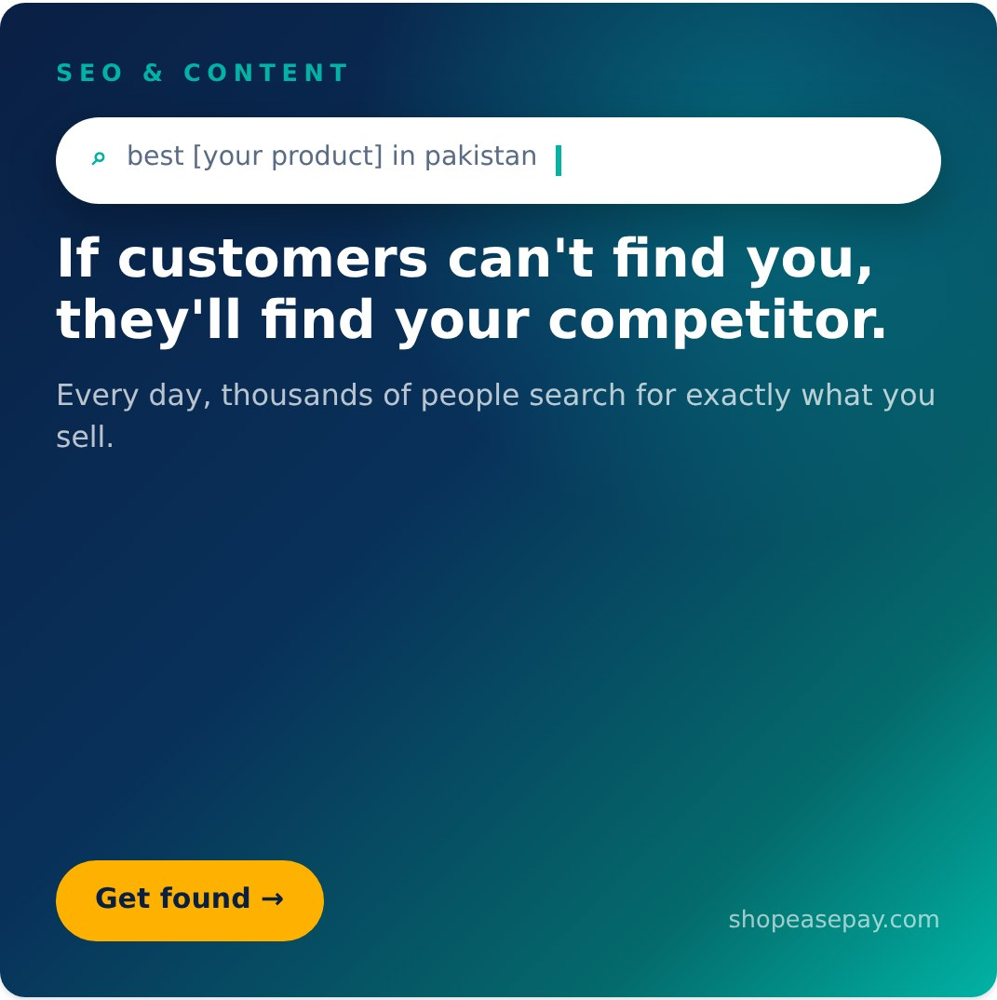 SEO & CONTENT
best [your product] in pakistan
If customers can't find you,
they'll find your competitor.
Every day, thousands of people search for exactly what you
sell.
Get found →
shopeasepay.com